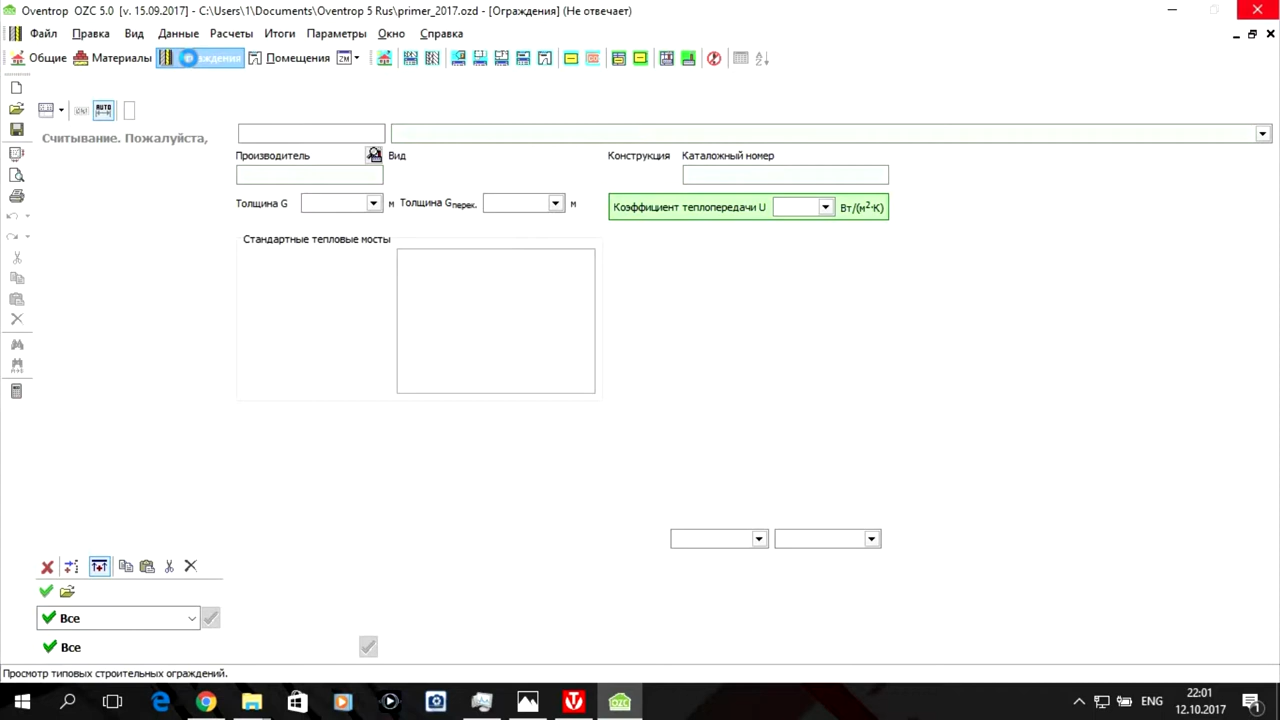 Oventrop OZC 5.0 [v. 15.09.2017] - C:\Users\1\Documents\Oventrop 5 Rus\primer_2017.ozd - [Ограждения] (Не отвечает)
Файл Правка Вид Данные Расчеты Итоги Параметры Окно Справка
Общие Материалы Помещения
Считывание. Пожалуйста,
Производитель Вид Конструкция Каталожный номер
Толщина G м Толщина Gперек. м Коэффициент теплопередачи U Вт/(м²·K)
Стандартные тепловые мосты
Все
Все
Просмотр типовых строительных ограждений.
ENG 22:01
12.10.2017